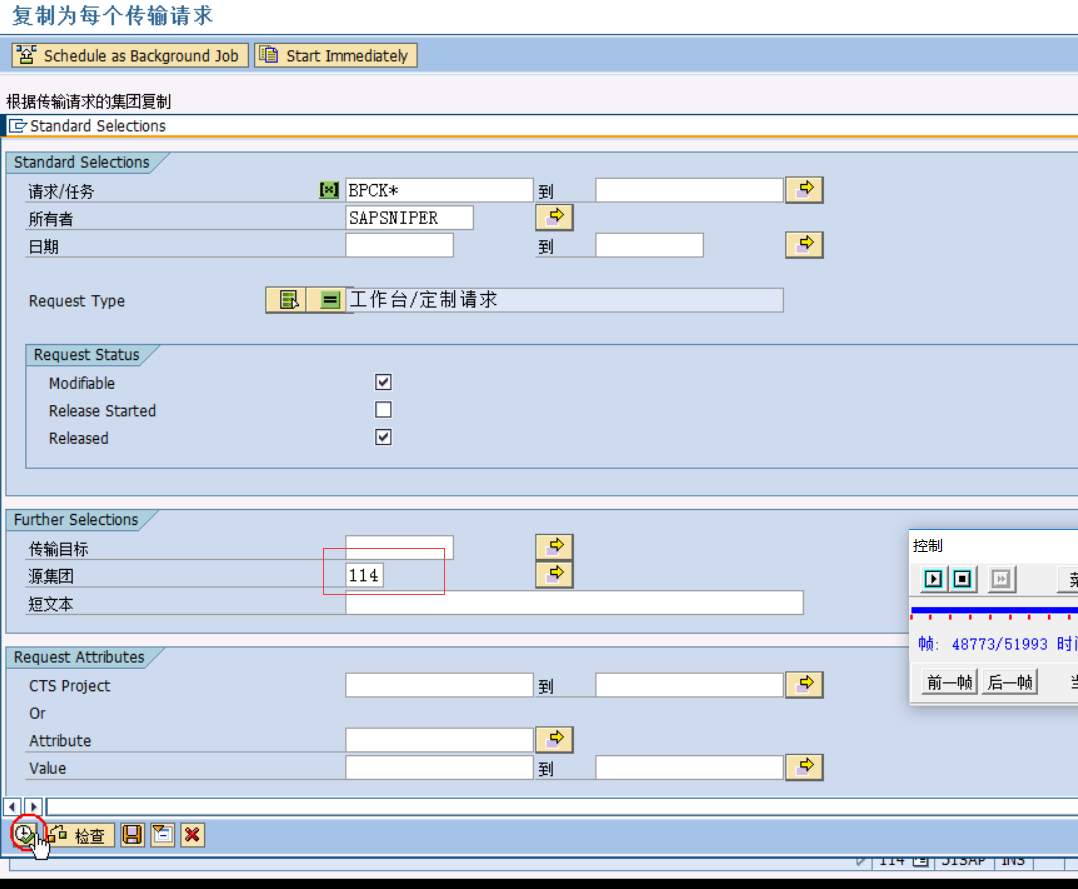 复制为每个传输请求
Schedule as Background Job Start Immediately
根据传输请求的集团复制
Standard Selections
Standard Selections
请求/任务 BPCK* 到
所有者 SAPSNIPER
日期 到
Request Type 工作台/定制请求
Request Status
Modifiable
Release Started
Released
Further Selections
传输目标
源集团 114
短文本
Request Attributes
CTS Project 到
Or
Attribute
Value 到
控制
帧: 48773/51993
前一帧 后一帧
检查
114 INS